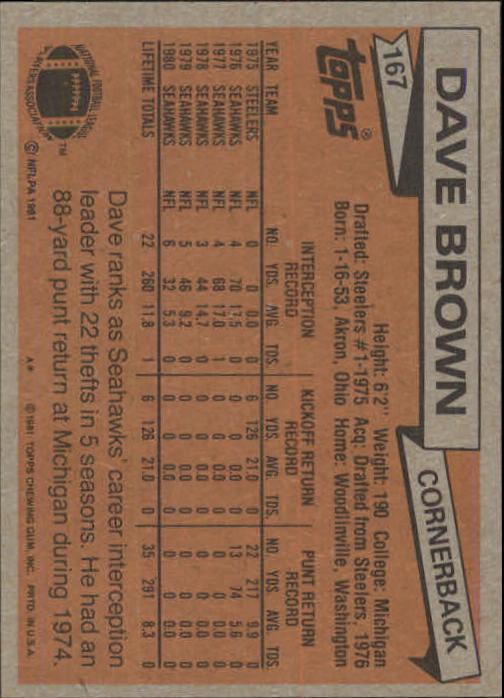 DAVE BROWN
CORNERBACK
167
topps®
Height: 6'2" Weight: 190 College: Michigan
Drafted: Steelers #1-1975 Acq: Drafted from Steelers, 1976
Born: 1-16-53, Akron, Ohio Home: Woodinville, Washington
INTERCEPTION RECORD KICKOFF RETURN RECORD PUNT RETURN RECORD
YEAR TEAM NO. YDS. AVG. TDS. NO. YDS. AVG. TDS. NO. YDS. AVG. TDS.
1975 STEELERS NFL 0 0 0.0 0 6 126 21.0 0 22 217 9.9 0
1976 SEAHAWKS NFL 4 70 17.5 0 0 0 0.0 0 13 74 5.6 0
1977 SEAHAWKS NFL 4 68 17.0 1 0 0 0.0 0 0 0 0.0 0
1978 SEAHAWKS NFL 3 44 14.7 0 0 0 0.0 0 0 0 0.0 0
1979 SEAHAWKS NFL 5 46 9.2 0 0 0 0.0 0 0 0 0.0 0
1980 SEAHAWKS NFL 6 32 5.3 0 0 0 0.0 0 0 0 0.0 0
LIFETIME TOTALS 22 260 11.8 1 6 126 21.0 0 35 291 8.3 0
Dave ranks as Seahawks' career interception
leader with 22 thefts in 5 seasons. He had an
88-yard punt return at Michigan during 1974.
NATIONAL FOOTBALL LEAGUE
PLAYERS ASSOCIATION
TM
© NFLPA 1981
A* © 1981 TOPPS CHEWING GUM, INC. PRTD. IN U.S.A.